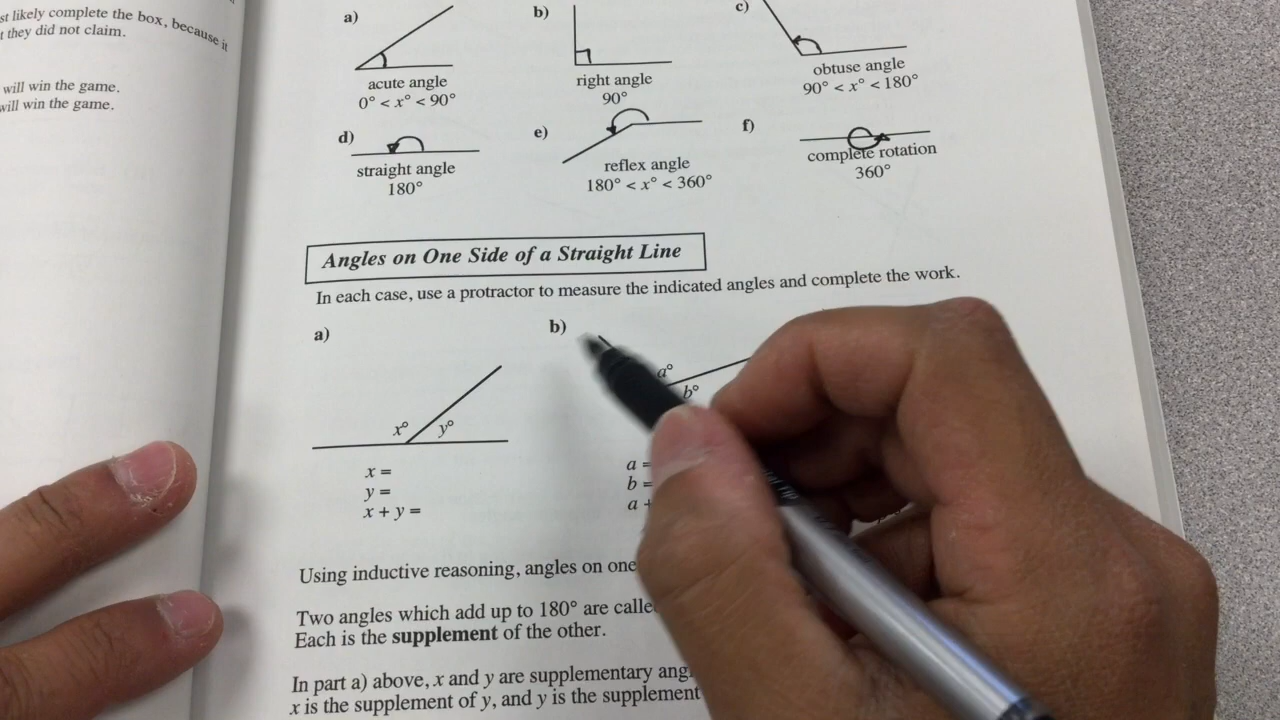 st likely complete the box, because it
t they did not claim.
will win the game.
will win the game.
a)
acute angle
0° < x° < 90°
b)
right angle
90°
c)
obtuse angle
90° < x° < 180°
d)
straight angle
180°
e)
reflex angle
180° < x° < 360°
f)
complete rotation
360°
Angles on One Side of a Straight Line
In each case, use a protractor to measure the indicated angles and complete the work.
a)
x° y°
x =
y =
x + y =
b)
a°
b°
a =
b =
a +
Using inductive reasoning, angles on one
Two angles which add up to 180° are
Each is the supplement of the other.
In part a) above, x and y are supplementary
x is the supplement of y, and y is the supplement